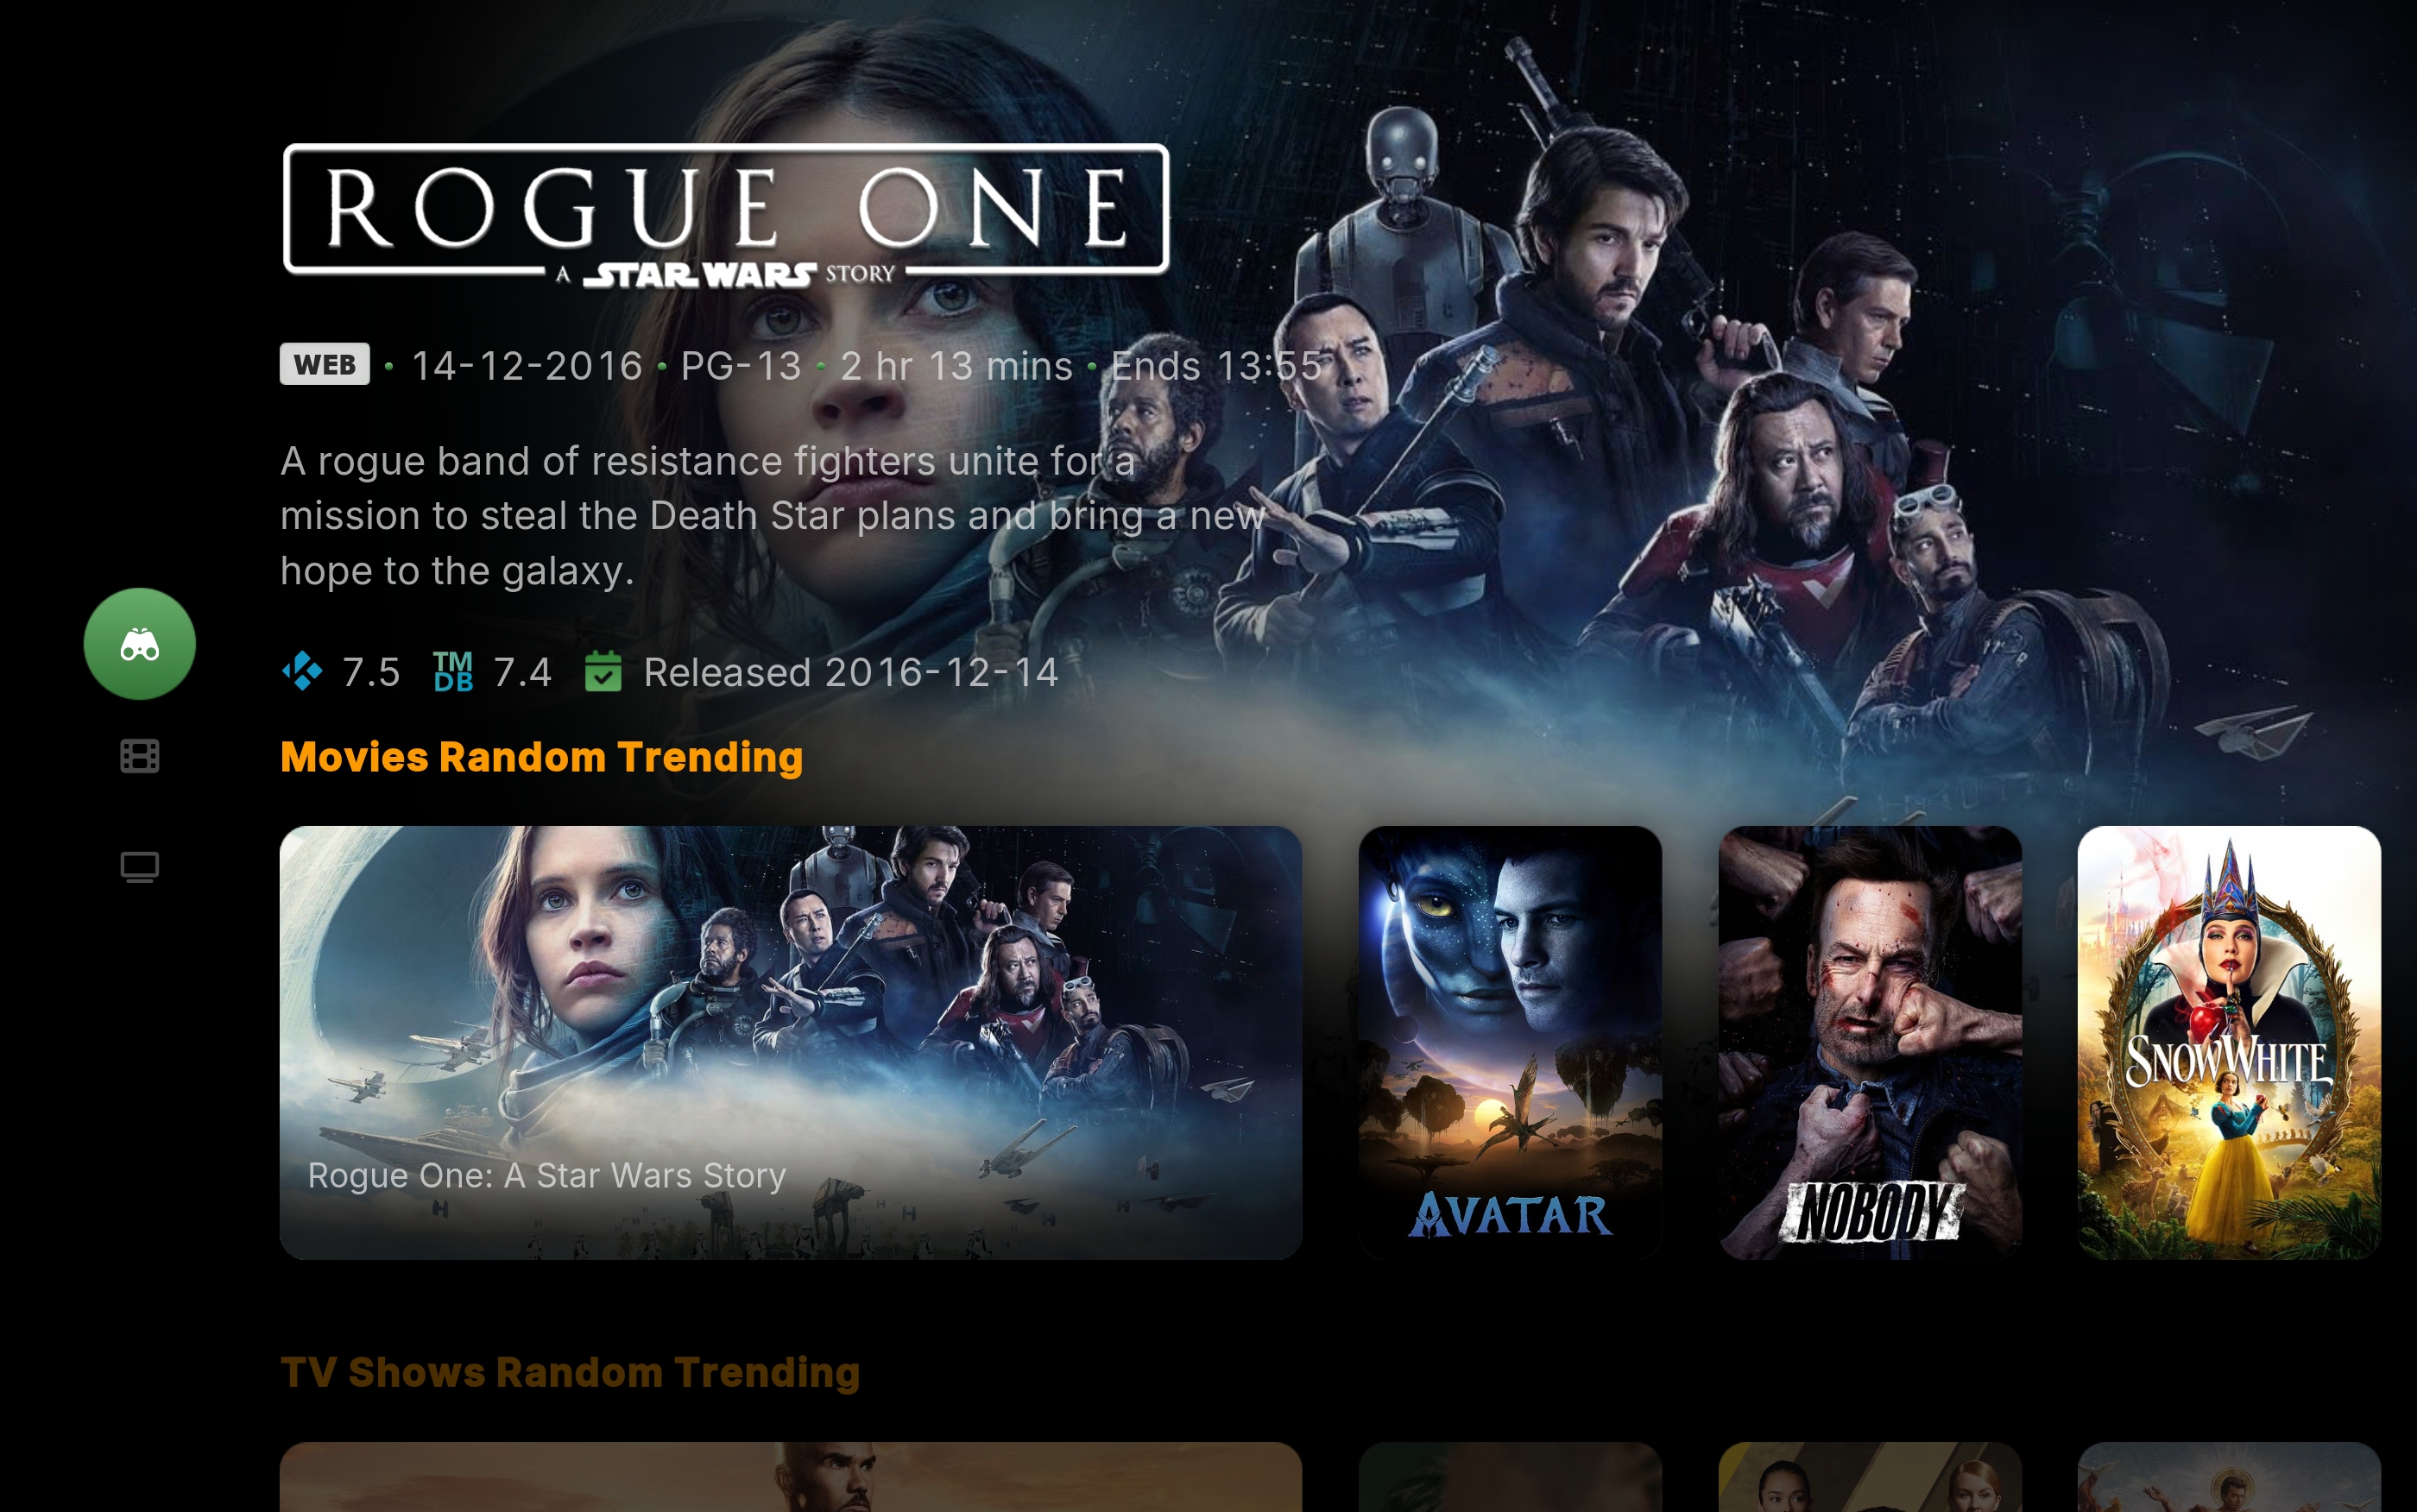 ROGUE ONE
A STAR WARS STORY
WEB • 14-12-2016 • PG-13 • 2 hr 13 mins • Ends 13:55
A rogue band of resistance fighters unite for a
mission to steal the Death Star plans and bring a new
hope to the galaxy.
7.5 TMDB 7.4 Released 2016-12-14
Movies Random Trending
Rogue One: A Star Wars Story
AVATAR
NOBODY
SNOW WHITE
TV Shows Random Trending